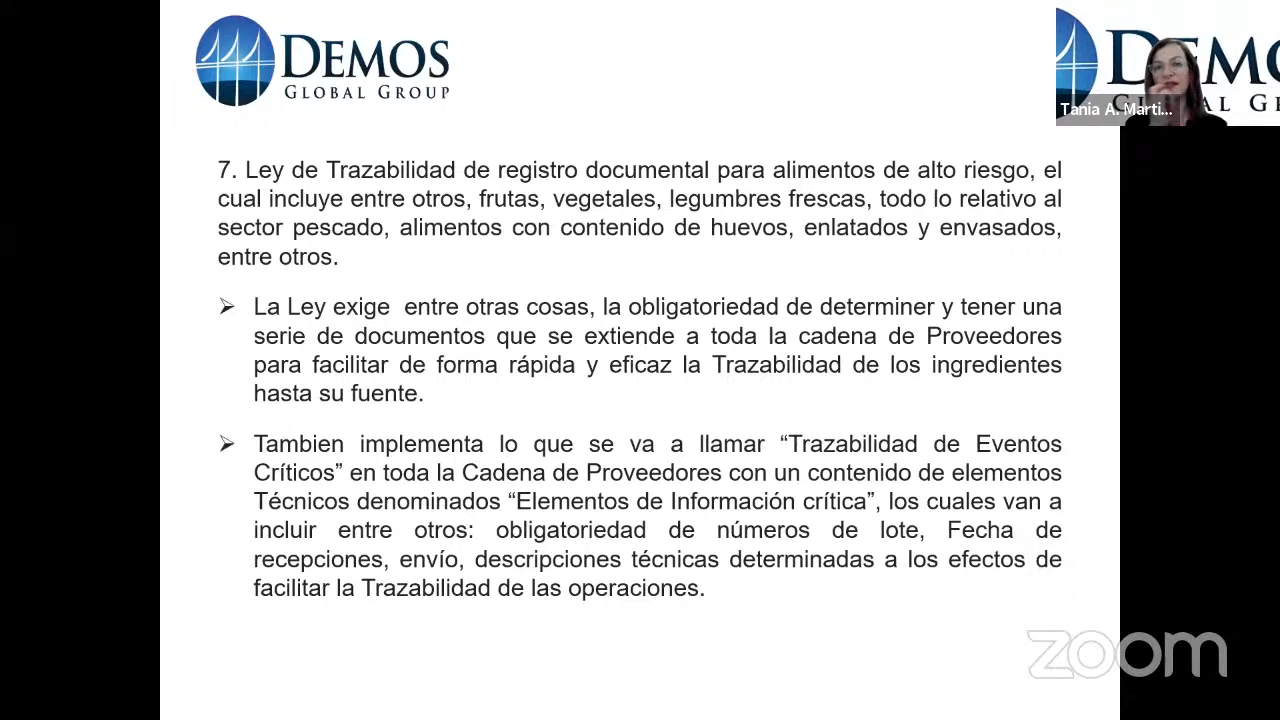 DEMOS
GLOBAL GROUP
Tania A. Marti...
7. Ley de Trazabilidad de registro documental para alimentos de alto riesgo, el
cual incluye entre otros, frutas, vegetales, legumbres frescas, todo lo relativo al
sector pescado, alimentos con contenido de huevos, enlatados y envasados,
entre otros.
La Ley exige entre otras cosas, la obligatoriedad de determiner y tener una
serie de documentos que se extiende a toda la cadena de Proveedores
para facilitar de forma rápida y eficaz la Trazabilidad de los ingredientes
hasta su fuente.
Tambien implementa lo que se va a llamar “Trazabilidad de Eventos
Críticos” en toda la Cadena de Proveedores con un contenido de elementos
Técnicos denominados “Elementos de Información crítica”, los cuales van a
incluir entre otros: obligatoriedad de números de lote, Fecha de
recepciones, envío, descripciones técnicas determinadas a los efectos de
facilitar la Trazabilidad de las operaciones.
zoom